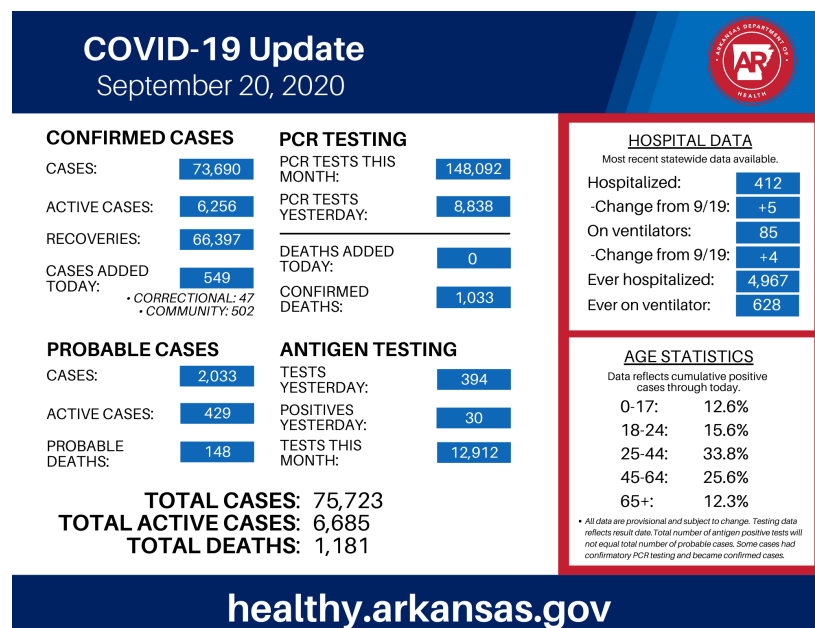 COVID-19 Update
September 20, 2020
ARKANSAS DEPARTMENT OF
AR
HEALTH
CONFIRMED CASES
CASES: 73,690
ACTIVE CASES: 6,256
RECOVERIES: 66,397
CASES ADDED
TODAY: 549
• CORRECTIONAL: 47
• COMMUNITY: 502
PCR TESTING
PCR TESTS THIS
MONTH: 148,092
PCR TESTS
YESTERDAY: 8,838
DEATHS ADDED
TODAY: 0
CONFIRMED
DEATHS: 1,033
PROBABLE CASES
CASES: 2,033
ACTIVE CASES: 429
PROBABLE
DEATHS: 148
ANTIGEN TESTING
TESTS
YESTERDAY: 394
POSITIVES
YESTERDAY: 30
TESTS THIS
MONTH: 12,912
TOTAL CASES: 75,723
TOTAL ACTIVE CASES: 6,685
TOTAL DEATHS: 1,181
HOSPITAL DATA
Most recent statewide data available.
Hospitalized: 412
-Change from 9/19: +5
On ventilators: 85
-Change from 9/19: +4
Ever hospitalized: 4,967
Ever on ventilator: 628
AGE STATISTICS
Data reflects cumulative positive
cases through today.
0-17: 12.6%
18-24: 15.6%
25-44: 33.8%
45-64: 25.6%
65+: 12.3%
• All data are provisional and subject to change. Testing data
reflects result date.Total number of antigen positive tests will
not equal total number of probable cases. Some cases had
confirmatory PCR testing and became confirmed cases.
healthy.arkansas.gov